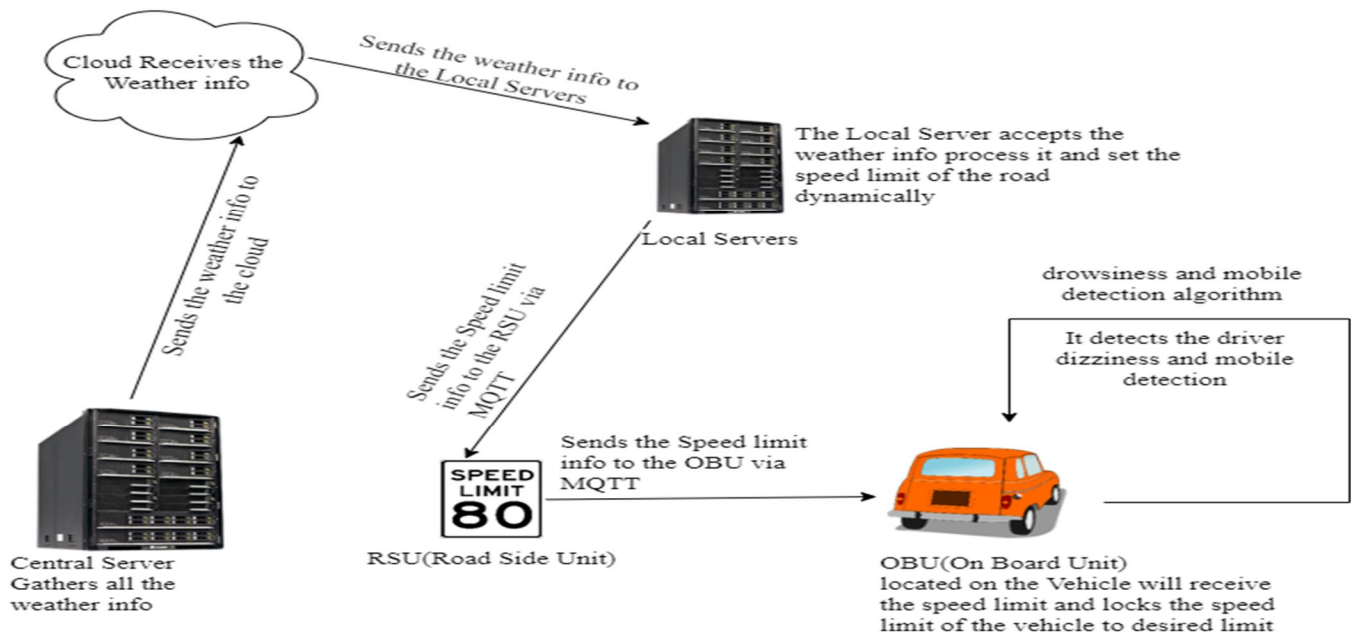 Cloud Receives the
Weather info
Sends the weather info to
the Local Servers
The Local Server accepts the
weather info process it and set the
speed limit of the road
dynamically
Local Servers
Sends the weather info to
the cloud
Sends the Speed limit
info to the RSU via
MQTT
drowsiness and mobile
detection algorithm
It detects the driver
dizziness and mobile
detection
Sends the Speed limit
info to the OBU via
MQTT
SPEED
LIMIT
80
RSU(Road Side Unit)
Central Server
Gathers all the
weather info
OBU(On Board Unit)
located on the Vehicle will receive
the speed limit and locks the speed
limit of the vehicle to desired limit